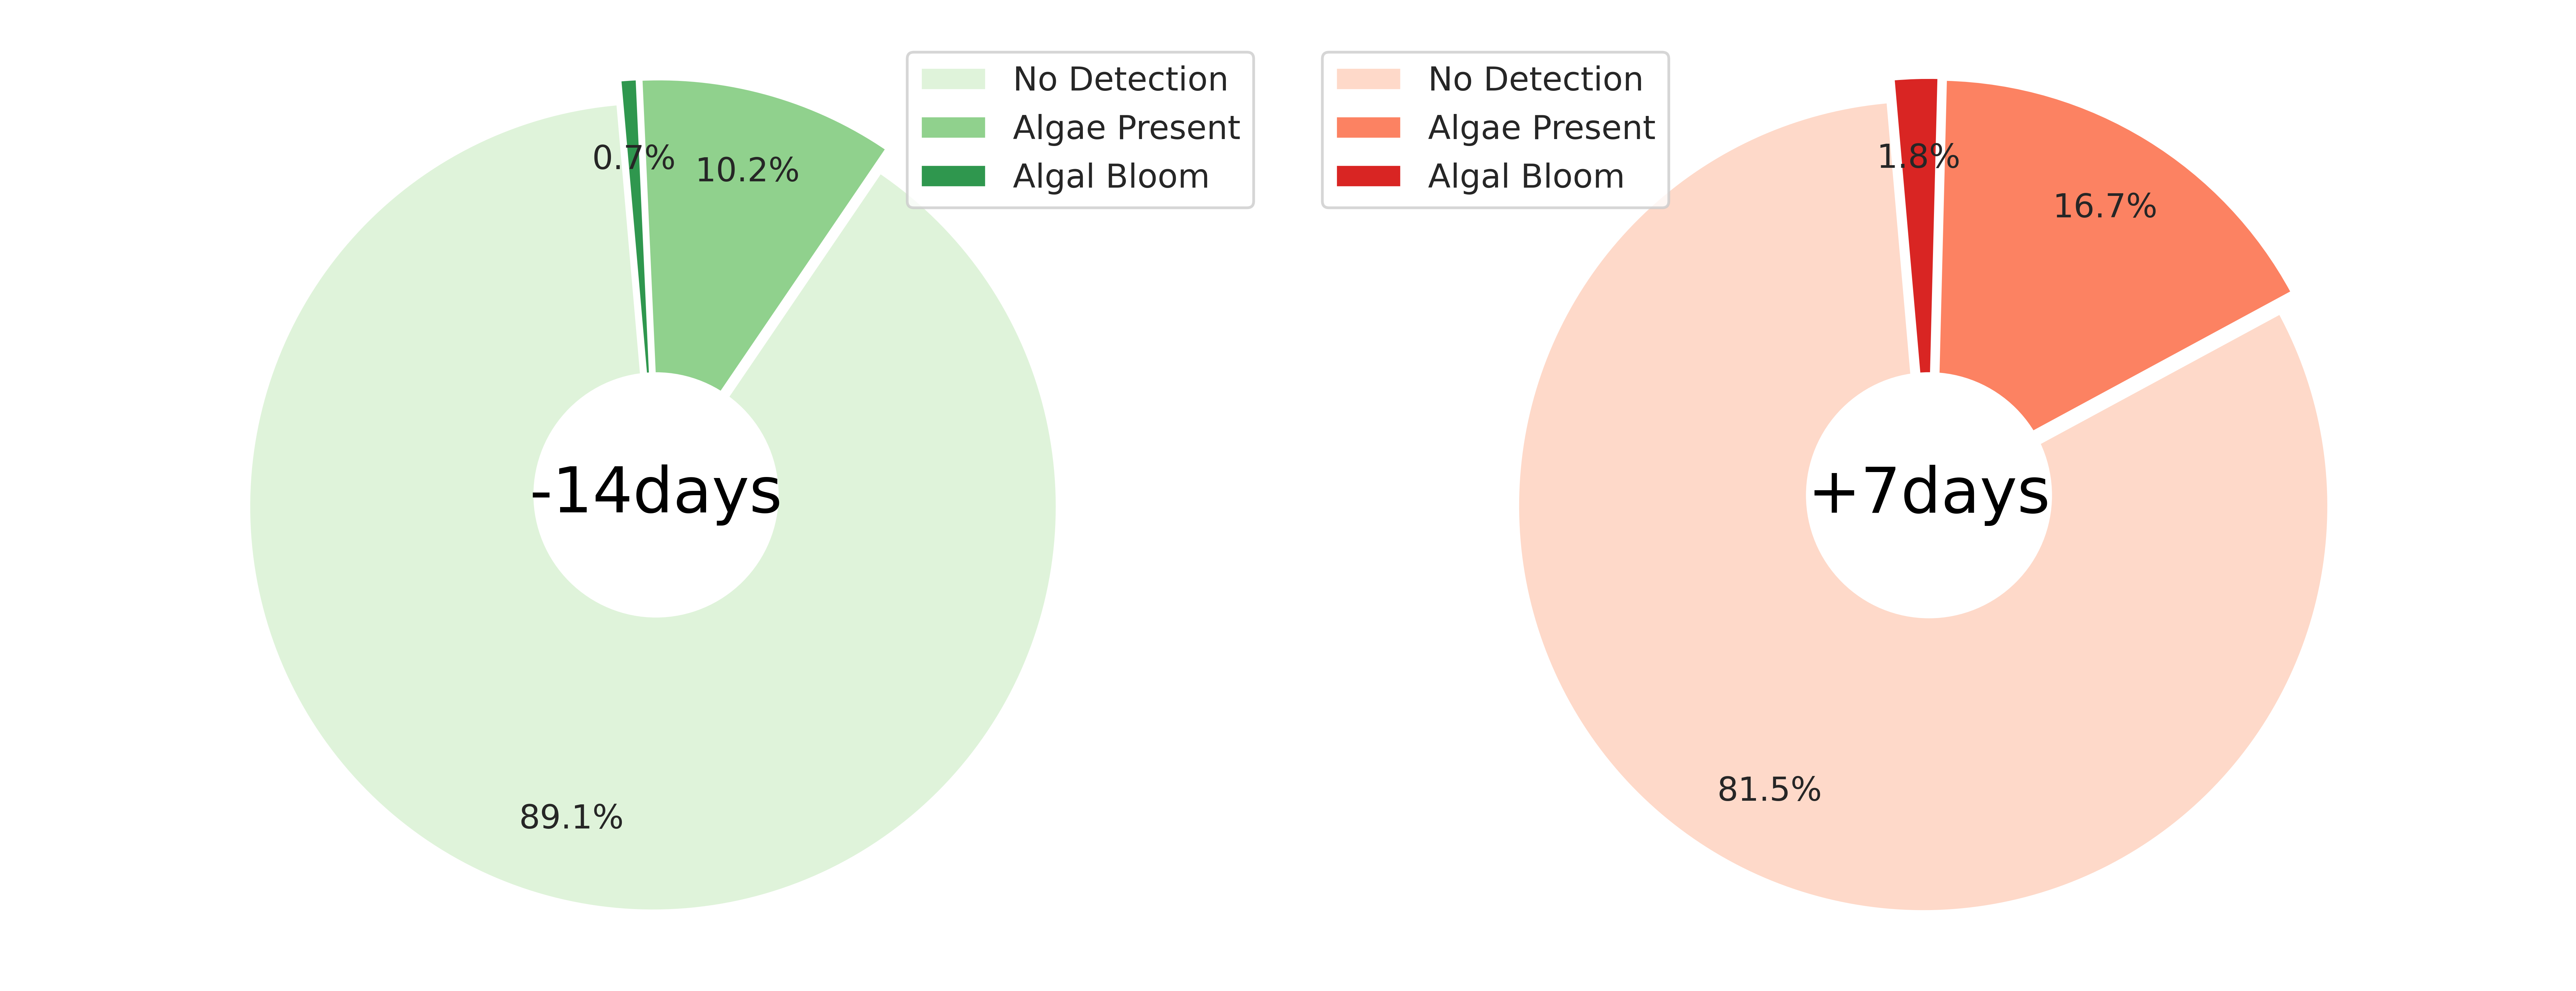 No Detection
Algae Present
Algal Bloom
0.7%
10.2%
-14days
89.1%
No Detection
Algae Present
Algal Bloom
1.8%
16.7%
+7days
81.5%